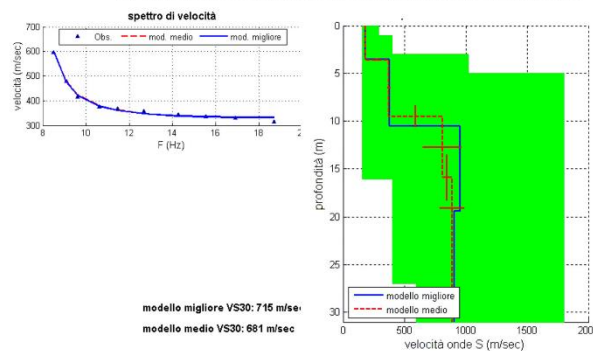 spettro di velocità
700
600
500
400
300
velocità (m/sec)
Obs. mod. medio mod. migliore
8 10 12 14 16 18 2
F (Hz)
modello migliore VS30: 715 m/sec
modello medio VS30: 681 m/sec
0
5
10
15
20
25
30
profondità (m)
modello migliore
modello medio
0 500 1000 1500 200
velocità onde S (m/sec)